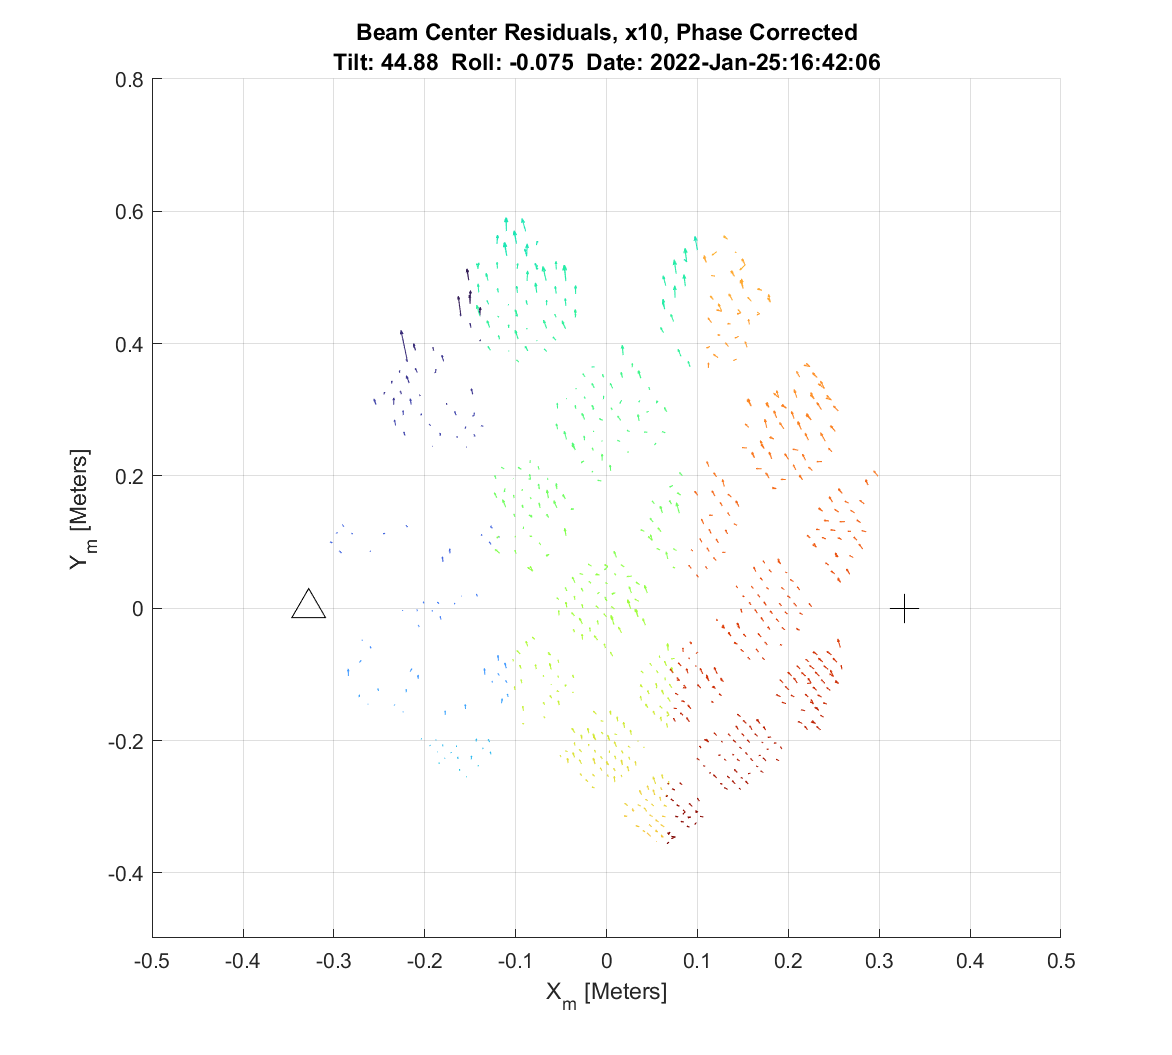 Beam Center Residuals, x10, Phase Corrected
Tilt: 44.88 Roll: -0.075 Date: 2022-Jan-25:16:42:06
0.8
0.6
0.4
0.2
0
-0.2
-0.4
Y_m [Meters]
-0.5 -0.4 -0.3 -0.2 -0.1 0 0.1 0.2 0.3 0.4 0.5
X_m [Meters]